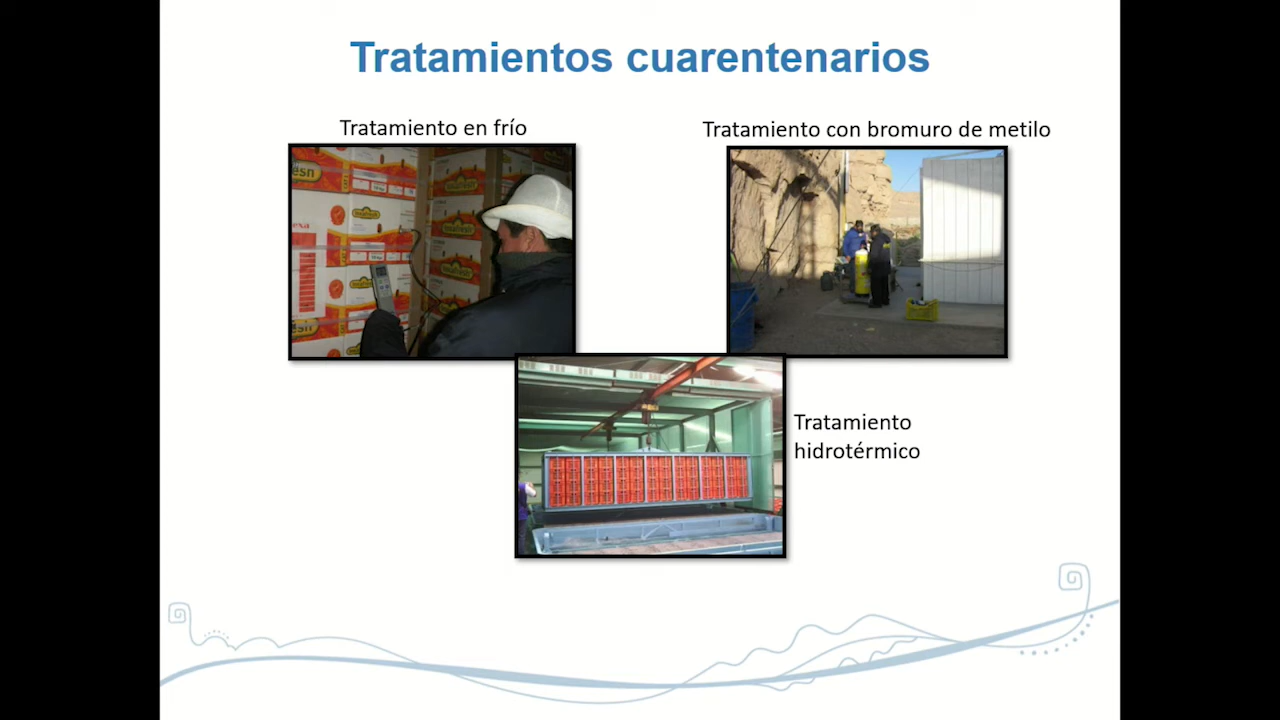 Tratamientos cuarentenarios
Tratamiento en frío
Tratamiento con bromuro de metilo
Tratamiento
hidrotérmico